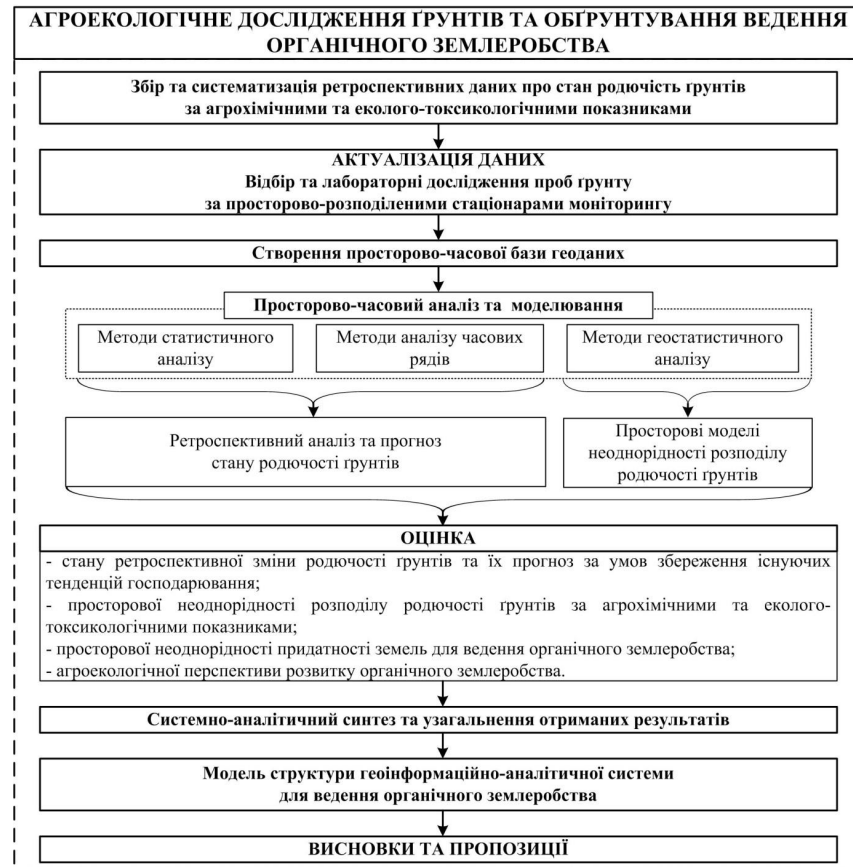 АГРОЕКОЛОГІЧНЕ ДОСЛІДЖЕННЯ ҐРУНТІВ ТА ОБҐРУНТУВАННЯ ВЕДЕННЯ
ОРГАНІЧНОГО ЗЕМЛЕРОБСТВА
Збір та систематизація ретроспективних даних про стан родючість ґрунтів
за агрохімічними та еколого-токсикологічними показниками
АКТУАЛІЗАЦІЯ ДАНИХ
Відбір та лабораторні дослідження проб ґрунту
за просторово-розподіленими стаціонарами моніторингу
Створення просторово-часової бази геоданих
Просторово-часовий аналіз та моделювання
Методи статистичного
аналізу
Методи аналізу часових
рядів
Методи геостатистичного
аналізу
Ретроспективний аналіз та прогноз
стану родючості ґрунтів
Просторові моделі
неоднорідності розподілу
родючості ґрунтів
ОЦІНКА
- стану ретроспективної зміни родючості ґрунтів та їх прогноз за умов збереження існуючих
тенденцій господарювання;
- просторової неоднорідності розподілу родючості ґрунтів за агрохімічними та еколого-
токсикологічними показниками;
- просторової неоднорідності придатності земель для ведення органічного землеробства;
- агроекологічної перспективи розвитку органічного землеробства.
Системно-аналітичний синтез та узагальнення отриманих результатів
Модель структури геоінформаційно-аналітичної системи
для ведення органічного землеробства
ВИСНОВКИ ТА ПРОПОЗИЦІЇ